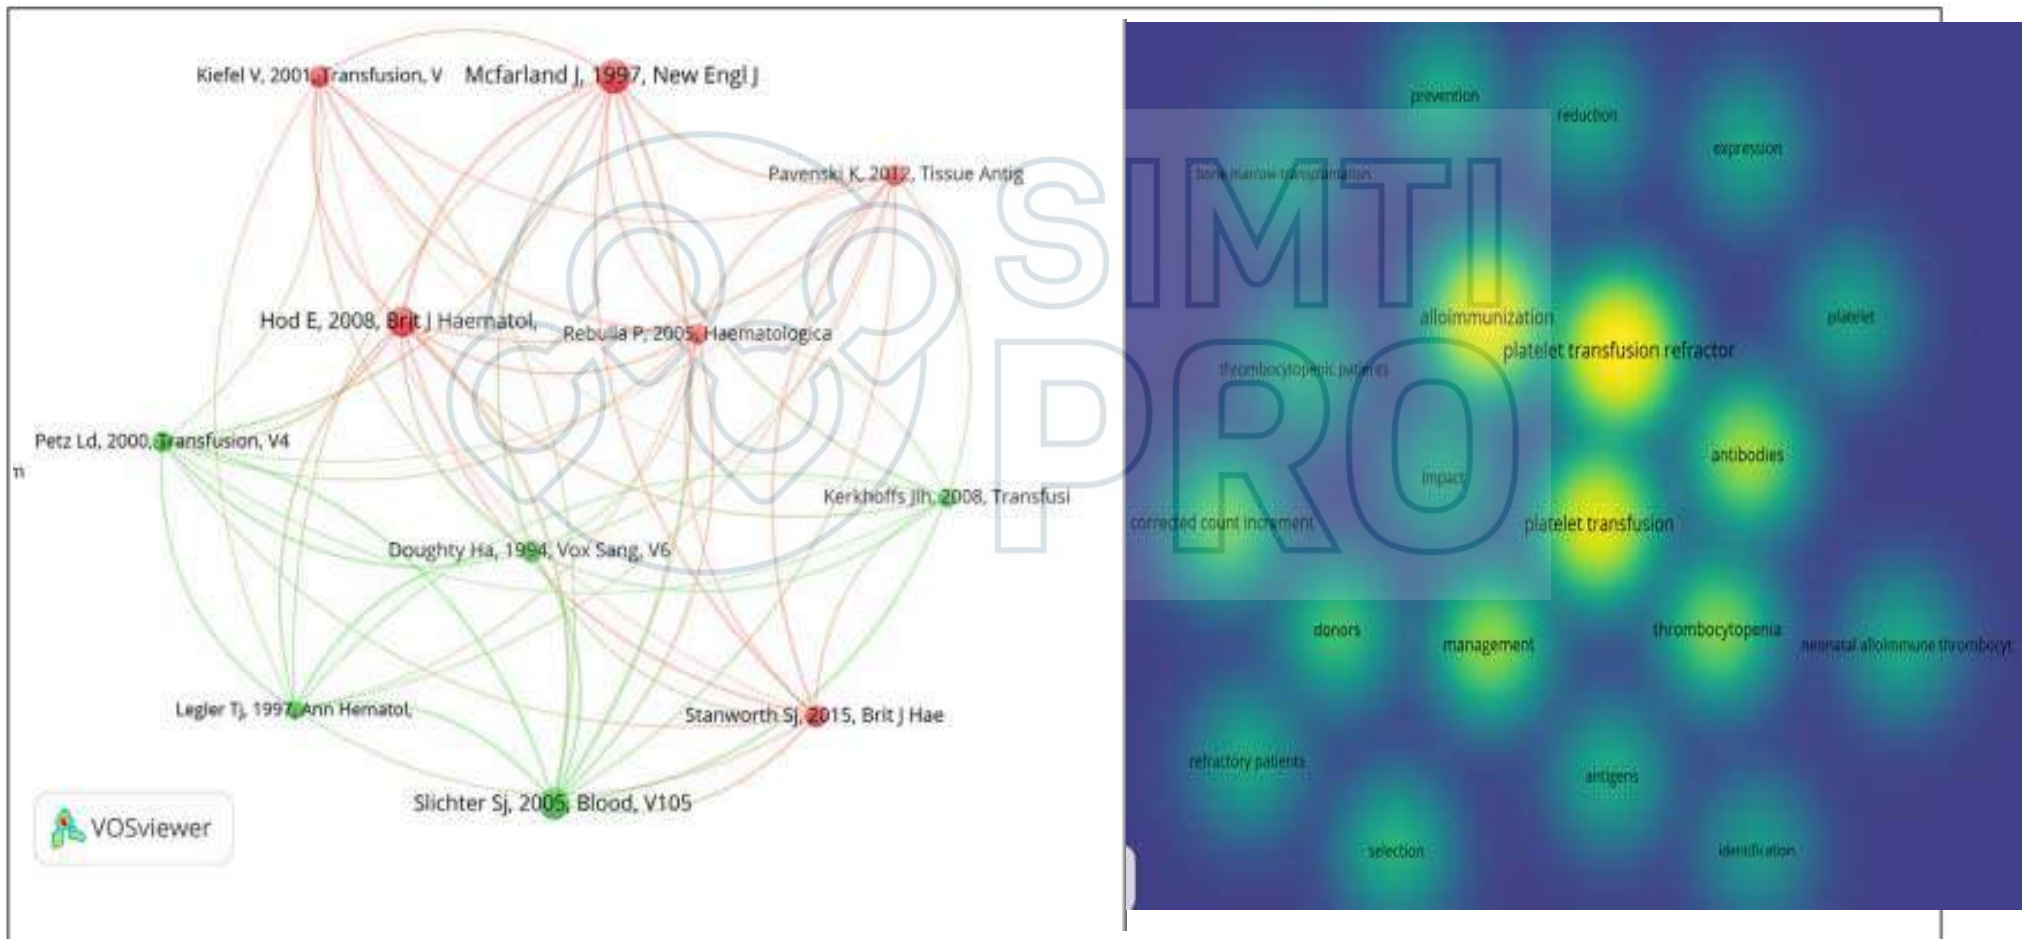 Kiefel V, 2001, Transfusion, V
Mcfarland J, 1997, New Engl J
Pavenski K, 2012, Tissue Antig
Hod E, 2008, Brit J Haematol,
Rebulla P, 2005, Haematologica
Petz Ld, 2000, Transfusion, V4
m
Kerkhoffs Jlh, 2008, Transfusi
Doughty Ha, 1994, Vox Sang, V6
Legler Tj, 1997, Ann Hematol,
Stanworth Sj, 2015, Brit J Hae
Slichter Sj, 2005, Blood, V105
VOSviewer
SIMTI
PRO
prevention
reduction
expression
bone marrow transplantation
alloimmunization
platelet
platelet transfusion refractor
thrombocytopenic patients
antibodies
impact
corrected count increment
platelet transfusion
donors
management
thrombocytopenia
neonatal alloimmune thrombocyt
refractory patients
antigens
selection
identification